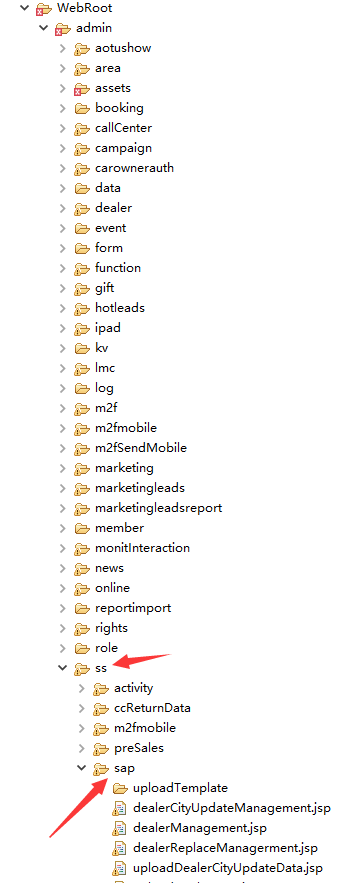 WebRoot
admin
aotushow
area
assets
booking
callCenter
campaign
carownerauth
data
dealer
event
form
function
gift
hotleads
ipad
kv
lmc
log
m2f
m2fmobile
m2fSendMobile
marketing
marketingleads
marketingleadsreport
member
monitInteraction
news
online
reportimport
rights
role
ss
activity
ccReturnData
m2fmobile
preSales
sap
uploadTemplate
dealerCityUpdateManagement.jsp
dealerManagement.jsp
dealerReplaceManagerment.jsp
uploadDealerCityUpdateData.jsp